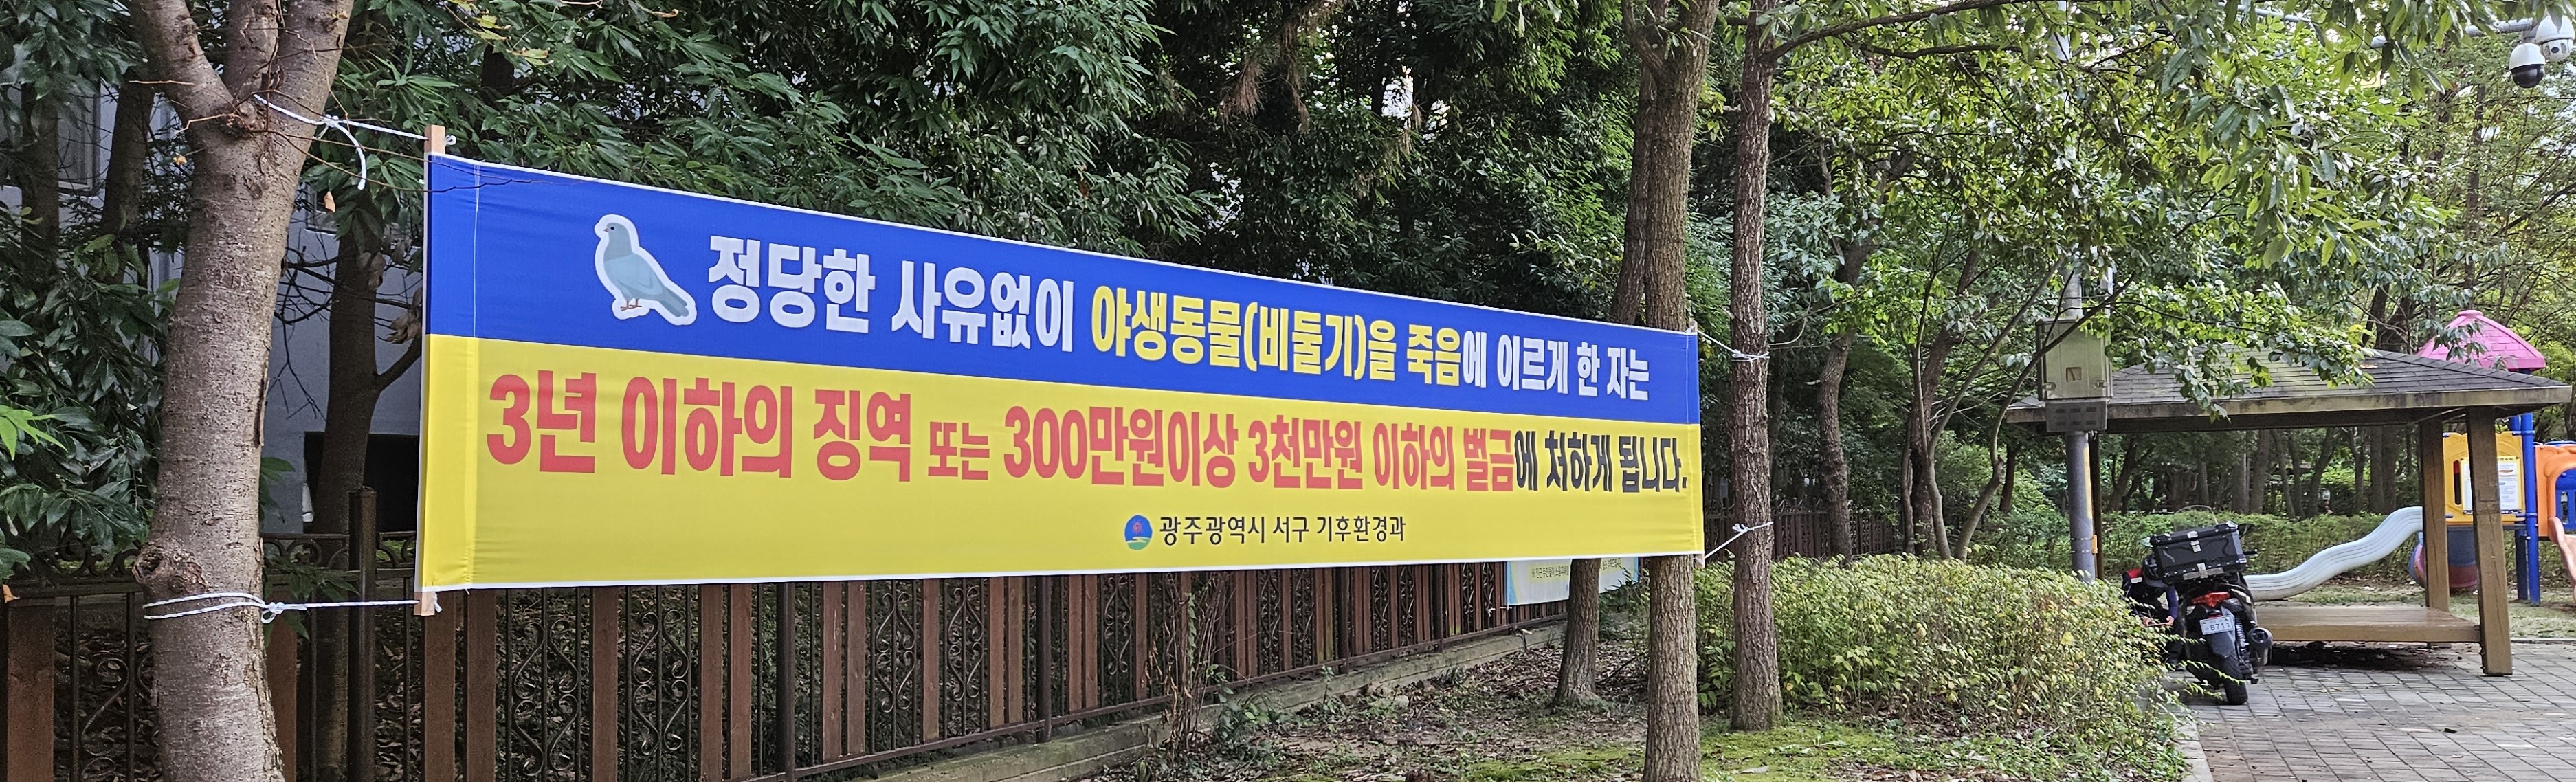 정당한 사유없이 야생동물(비둘기)을 죽음에 이르게 한 자는
3년 이하의 징역 또는 300만원이상 3천만원 이하의 벌금에 처하게 됩니다.
광주광역시 서구 기후환경과
6711